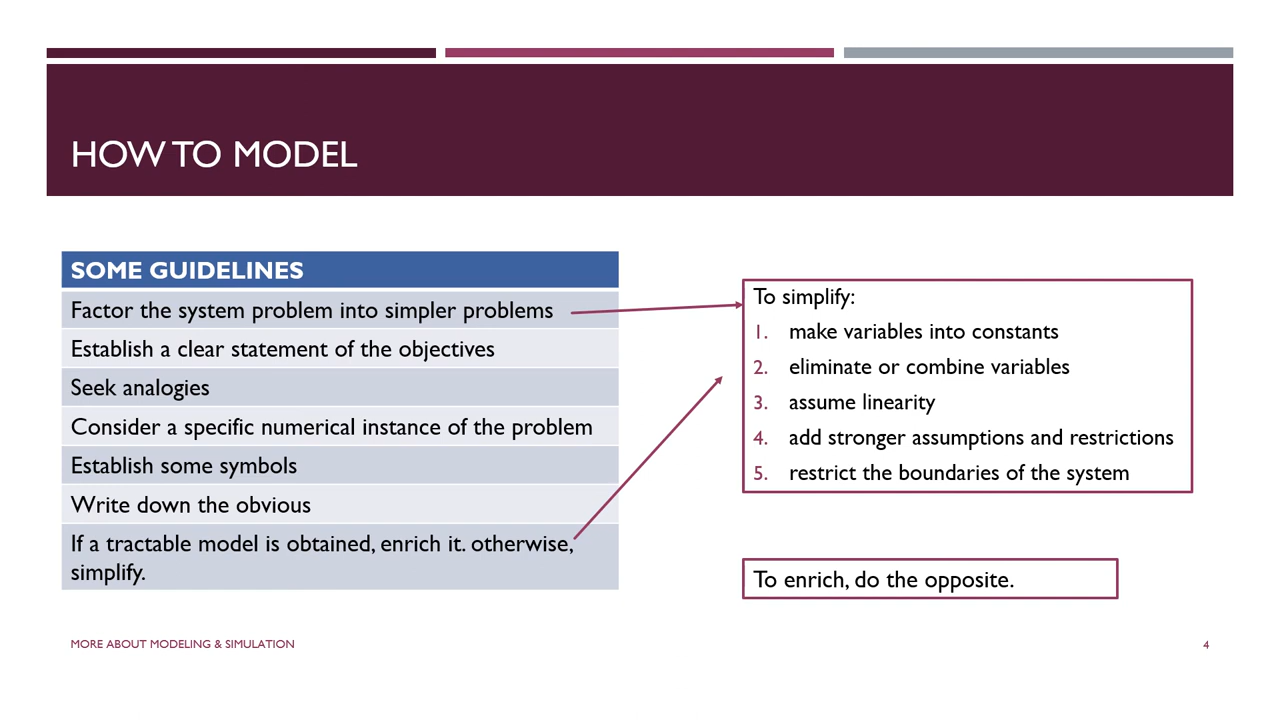 HOW TO MODEL
SOME GUIDELINES
Factor the system problem into simpler problems
Establish a clear statement of the objectives
Seek analogies
Consider a specific numerical instance of the problem
Establish some symbols
Write down the obvious
If a tractable model is obtained, enrich it. otherwise,
simplify.
To simplify:
1. make variables into constants
2. eliminate or combine variables
3. assume linearity
4. add stronger assumptions and restrictions
5. restrict the boundaries of the system
To enrich, do the opposite.
MORE ABOUT MODELING & SIMULATION
4